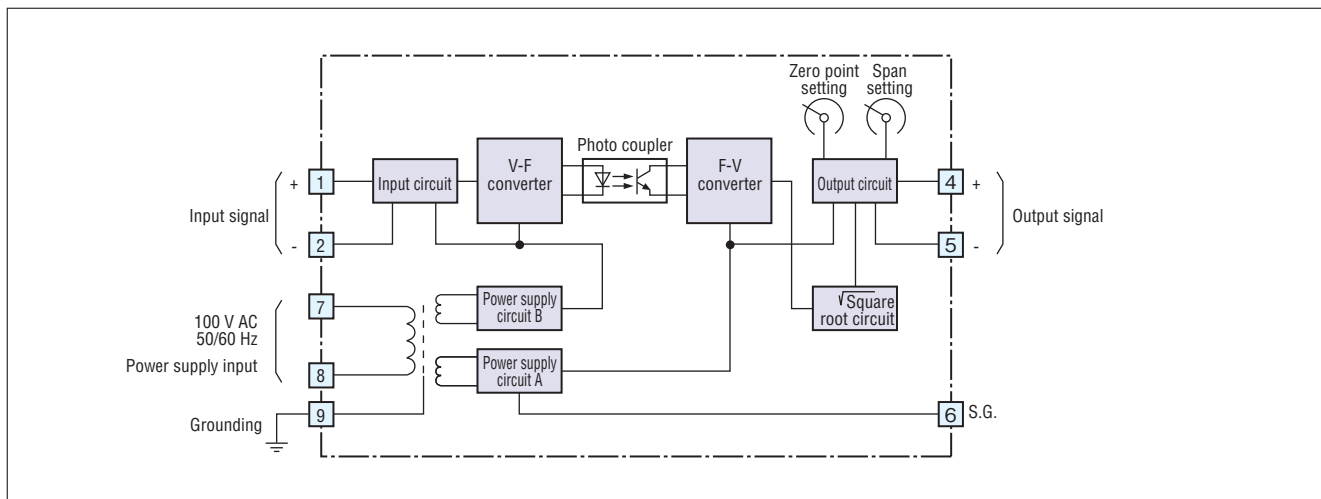 Zero point
setting
Span
setting
Photo coupler
V-F
converter
F-V
converter
Input circuit
Output circuit
Input signal
+
1
-
2
4
+
5
-
Output signal
100 V AC
50/60 Hz
Power supply input
7
8
Power supply
circuit B
Power supply
circuit A
√Square
root circuit
Grounding
9
6
S.G.